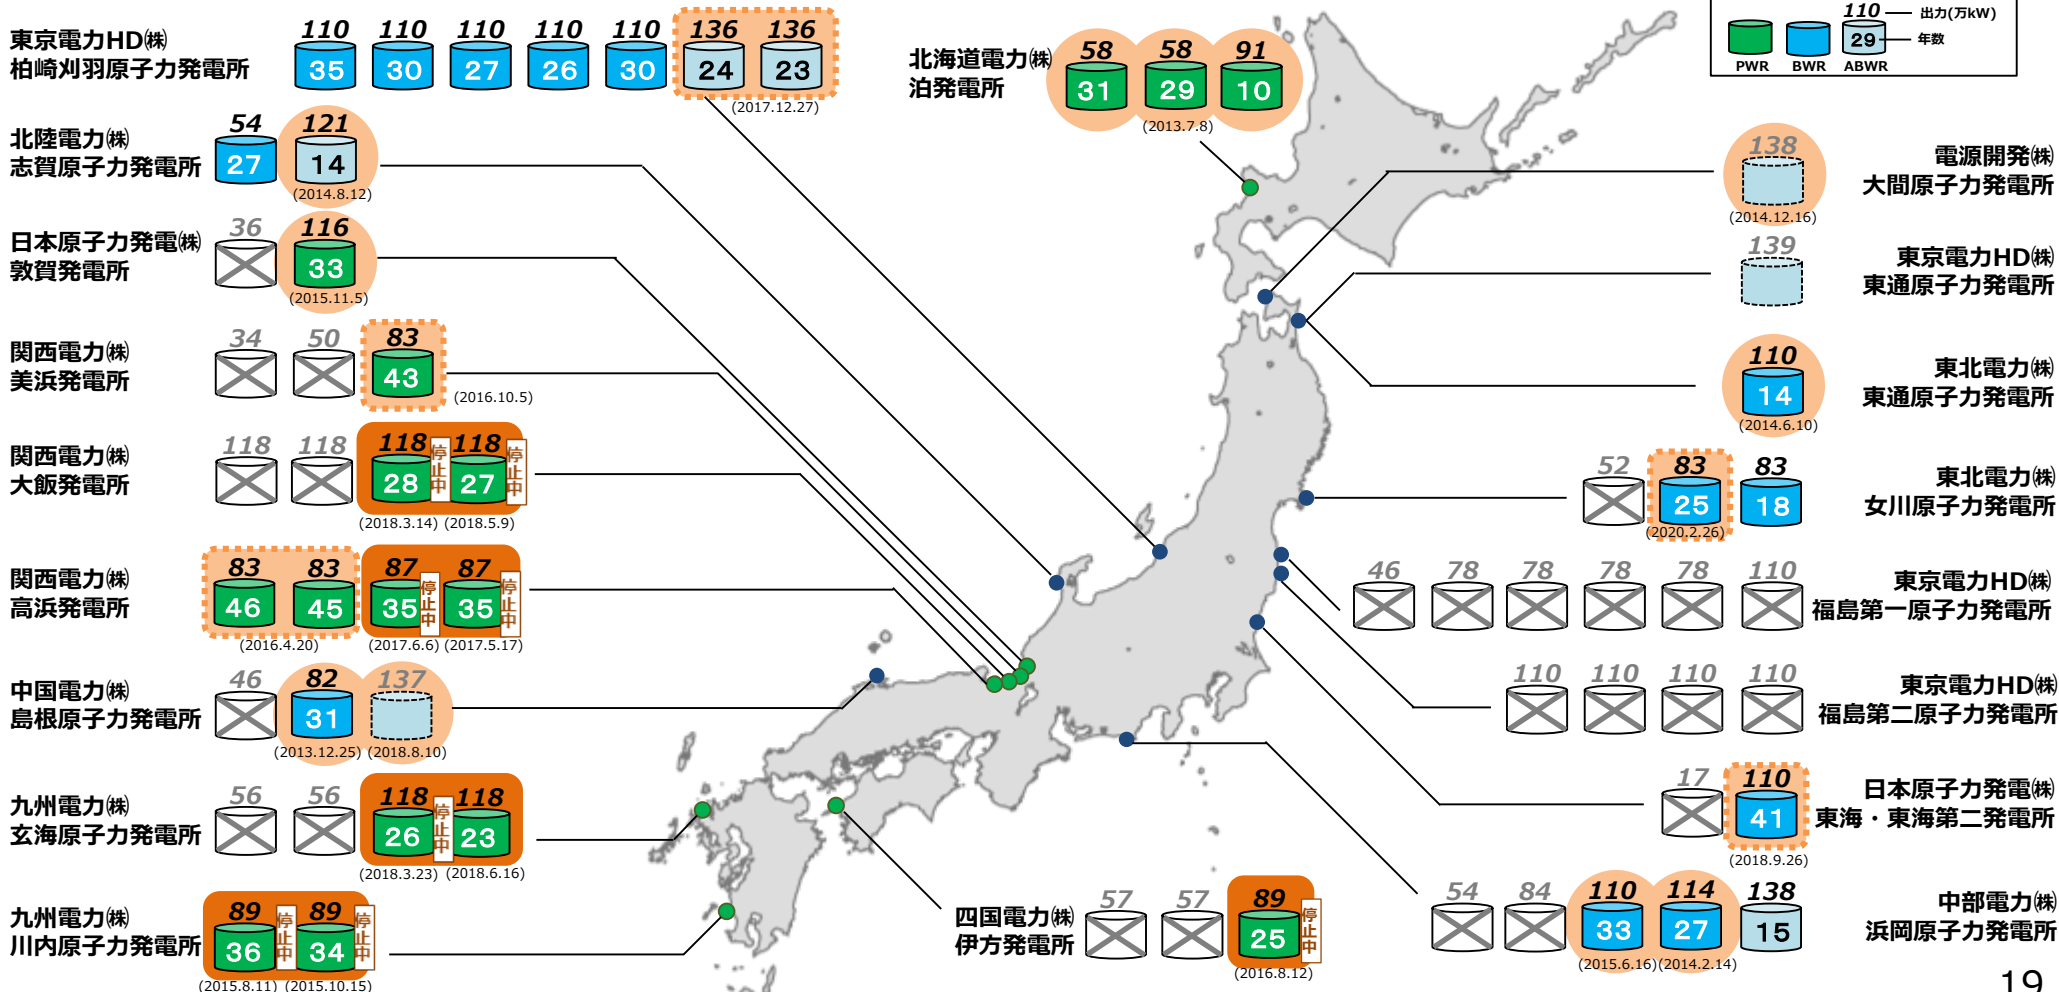 東京電力HD㈱
柏崎刈羽原子力発電所
110 110 110 110 110 136 136
35 30 27 26 30 24 23
(2017.12.27)
北陸電力㈱
志賀原子力発電所
54 121
27 14
(2014.8.12)
日本原子力発電㈱
敦賀発電所
36 116
33
(2015.11.5)
関西電力㈱
美浜発電所
34 50 83
43
(2016.10.5)
関西電力㈱
大飯発電所
118 118 118 118
28 停止中 27 停止中
(2018.3.14) (2018.5.9)
関西電力㈱
高浜発電所
83 83 87 87
46 45 35 停止中 35 停止中
(2016.4.20) (2017.6.6) (2017.5.17)
中国電力㈱
島根原子力発電所
46 82 137
31
(2013.12.25) (2018.8.10)
九州電力㈱
玄海原子力発電所
56 56 118 118
26 停止中 23
(2018.3.23) (2018.6.16)
九州電力㈱
川内原子力発電所
89 89
36 停止中 34 停止中
(2015.8.11) (2015.10.15)
北海道電力㈱
泊発電所
58 58 91
31 29 10
(2013.7.8)
110 出力(万kW)
29 年数
PWR BWR ABWR
138
電源開発㈱
大間原子力発電所
(2014.12.16)
139
東京電力HD㈱
東通原子力発電所
110
14
東北電力㈱
東通原子力発電所
(2014.6.10)
52 83 83
25 18
東北電力㈱
女川原子力発電所
(2020.2.26)
46 78 78 78 78 110
東京電力HD㈱
福島第一原子力発電所
110 110 110 110
東京電力HD㈱
福島第二原子力発電所
17 110
41
日本原子力発電㈱
東海・東海第二発電所
(2018.9.26)
54 84 110 114 138
33 27 15
中部電力㈱
浜岡原子力発電所
(2015.6.16) (2014.2.14)
四国電力㈱
伊方発電所
57 57 89
25 停止中
(2016.8.12)
19